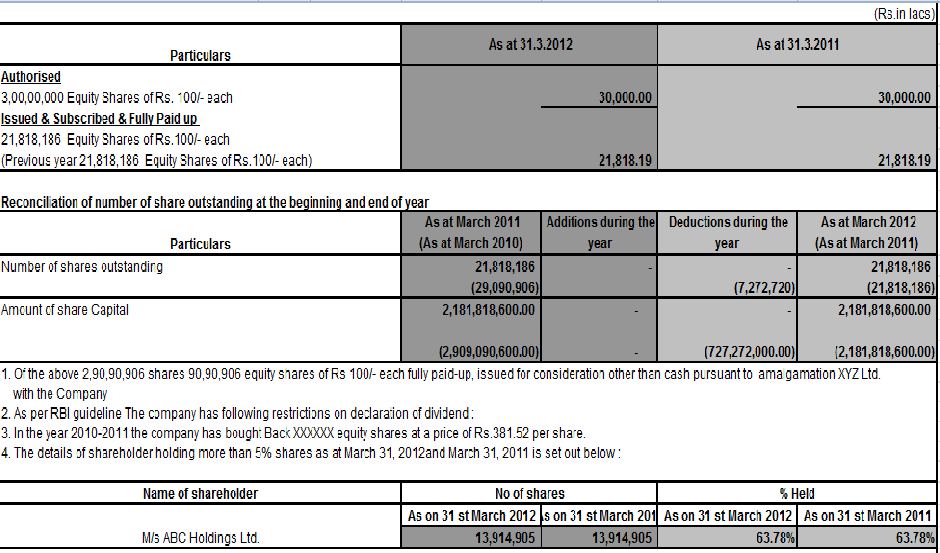 (Rs.in lacs)
Particulars As at 31.3.2012 As at 31.3.2011
Authorised
3,00,00,000 Equity Shares of Rs. 100/- each 30,000.00 30,000.00
Issued & Subscribed & Fully Paid up
21,818,186 Equity Shares of Rs.100/- each
(Previous year 21,818,186 Equity Shares of Rs.100/- each) 21,818.19 21,818.19
Reconciliation of number of share outstanding at the beginning and end of year
As at March 2011 Additions during the Deductions during the As at March 2012
Particulars (As at March 2010) year year (As at March 2011)
Number of shares outstanding 21,818,186 - - 21,818,186
(29,090,906) (7,272,720) (21,818,186)
Amount of share Capital 2,181,818,600.00 - - 2,181,818,600.00
(2,909,090,600.00) - (727,272,000.00) (2,181,818,600.00)
1. Of the above 2,90,90,906 shares 90,90,906 equity shares of Rs 100/- each fully paid-up, issued for consideration other than cash pursuant to amalgamation XYZ Ltd.
with the Company
2. As per RBI guideline The company has following restrictions on declaration of dividend :
3. In the year 2010-2011 the company has bought Back XXXXXX equity shares at a price of Rs.381.52 per share.
4. The details of shareholder holding more than 5% shares as at March 31, 2012and March 31, 2011 is set out below :
Name of shareholder No of shares % Held
As on 31 st March 2012 \s on 31 st March 201 As on 31 st March 2012 As on 31 st March 2011
M/s ABC Holdings Ltd. 13,914,905 13,914,905 63.78% 63.78%